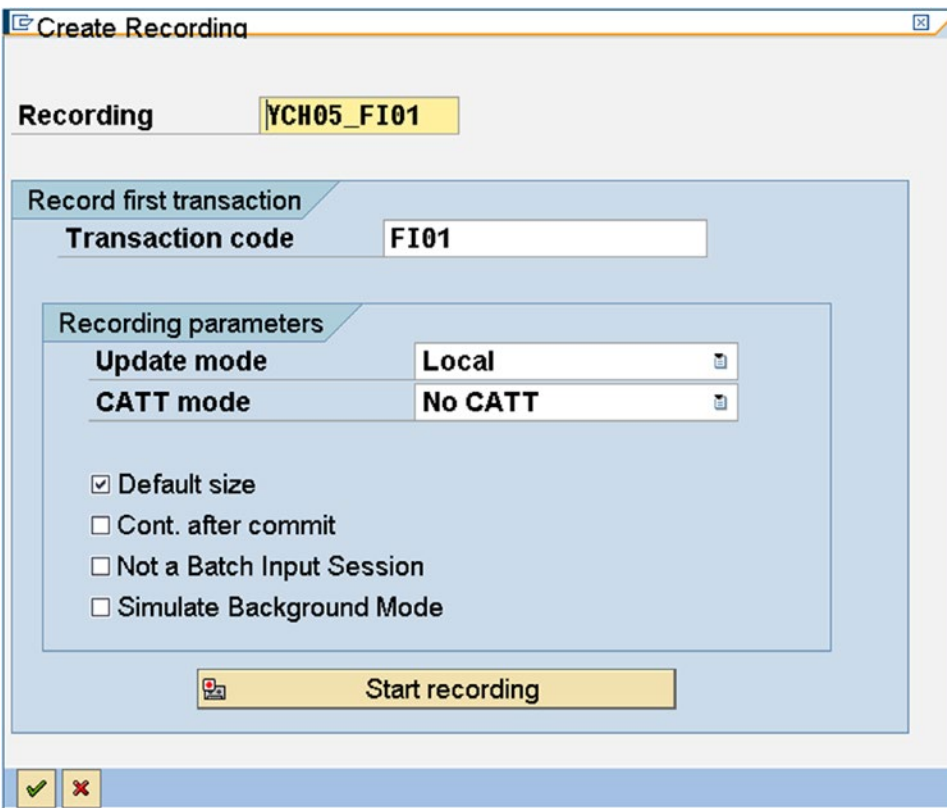 Create Recording
Recording YCH05_FI01
Record first transaction
Transaction code FI01
Recording parameters
Update mode Local
CATT mode No CATT
Default size
Cont. after commit
Not a Batch Input Session
Simulate Background Mode
Start recording